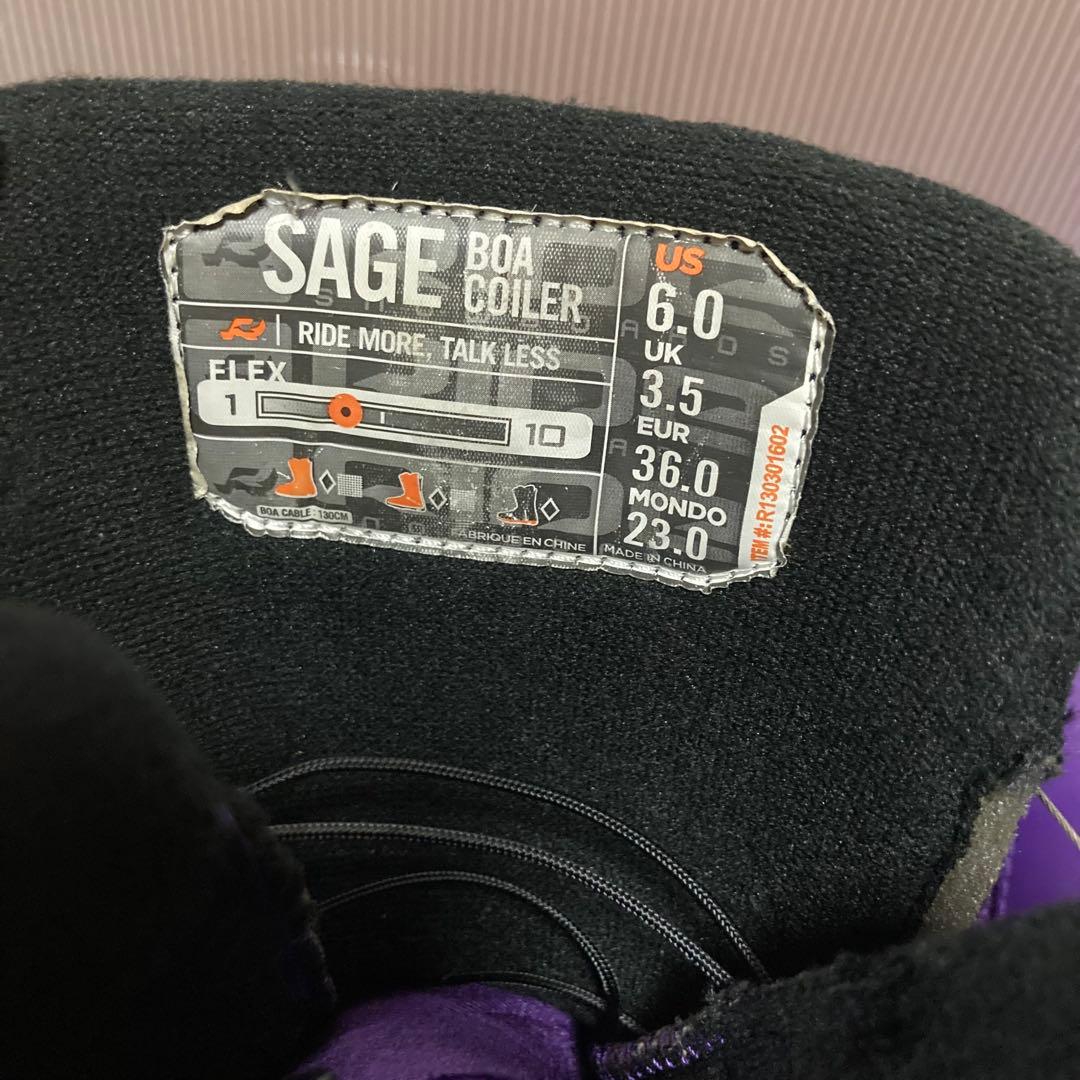 SAGE BOA COILER
RIDE MORE, TALK LESS
FLEX
1 10
BOA CABLE: 130CM
ABRIQUE EN CHINE
US
6.0
UK
3.5
EUR
36.0
MONDO
23.0
MADE IN CHINA
ITEM #: R130301602